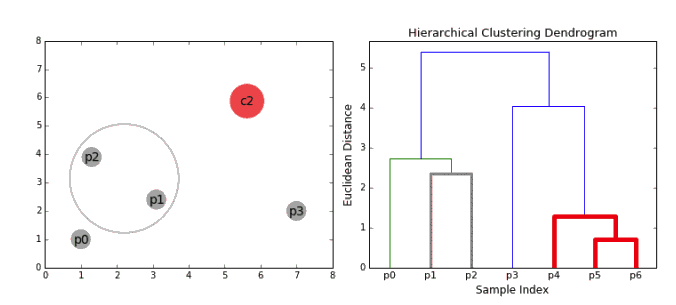 Hierarchical Clustering Dendrogram
8
7
6
5
4
3
2
1
0
c2
p2
p1
p3
p0
0 1 2 3 4 5 6 7 8
Euclidean Distance
5
4
3
2
1
0
p0 p1 p2 p3 p4 p5 p6
Sample Index